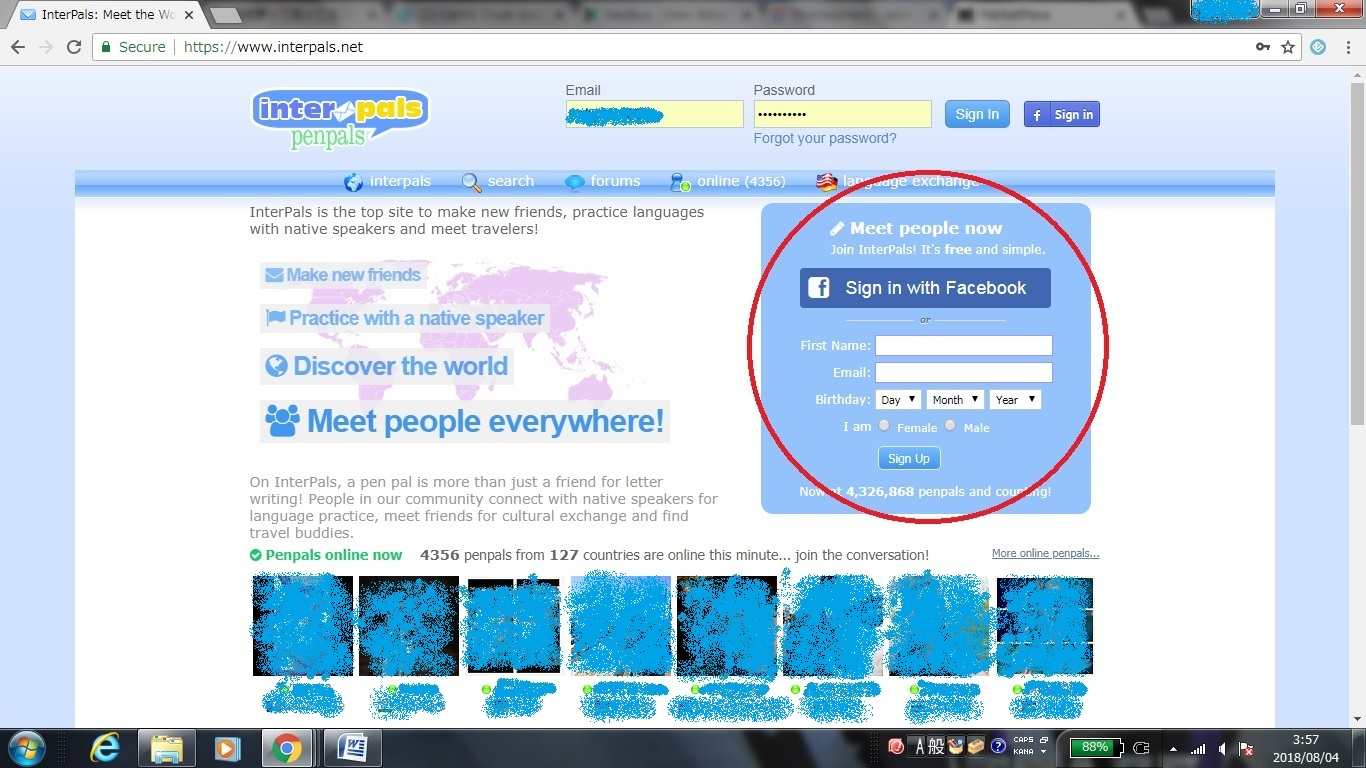 InterPals: Meet the Wo
Secure
https://www.interpals.net
inter pals
penpals
Email
Password
••••••••••
Sign In
f Sign in
Forgot your password?
interpals
search
forums
online (4356)
language exchange
InterPals is the top site to make new friends, practice languages
with native speakers and meet travelers!
Make new friends
Practice with a native speaker
Discover the world
Meet people everywhere!
On InterPals, a pen pal is more than just a friend for letter
writing! People in our community connect with native speakers for
language practice, meet friends for cultural exchange and find
travel buddies.
Meet people now
Join InterPals! It's free and simple.
f Sign in with Facebook
or
First Name:
Email:
Birthday: Day Month Year
I am Female Male
Sign Up
Now at 4,326,868 penpals and counting!
Penpals online now 4356 penpals from 127 countries are online this minute... join the conversation!
More online penpals...
A 般
CAPS
KANA
88%
3:57
2018/08/04